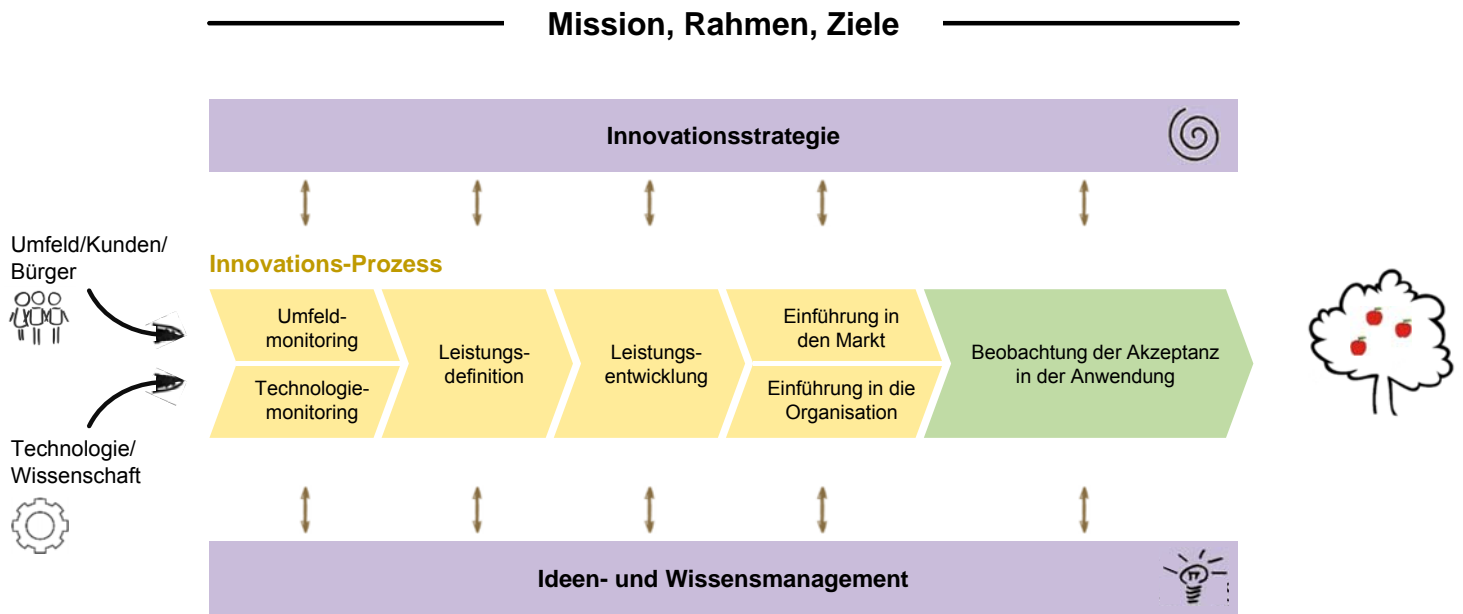 Mission, Rahmen, Ziele
Innovationsstrategie
Umfeld/Kunden/
Bürger
Technologie/
Wissenschaft
Innovations-Prozess
Umfeld-
monitoring
Technologie-
monitoring
Leistungs-
definition
Leistungs-
entwicklung
Einführung in
den Markt
Einführung in die
Organisation
Beobachtung der Akzeptanz
in der Anwendung
Ideen- und Wissensmanagement